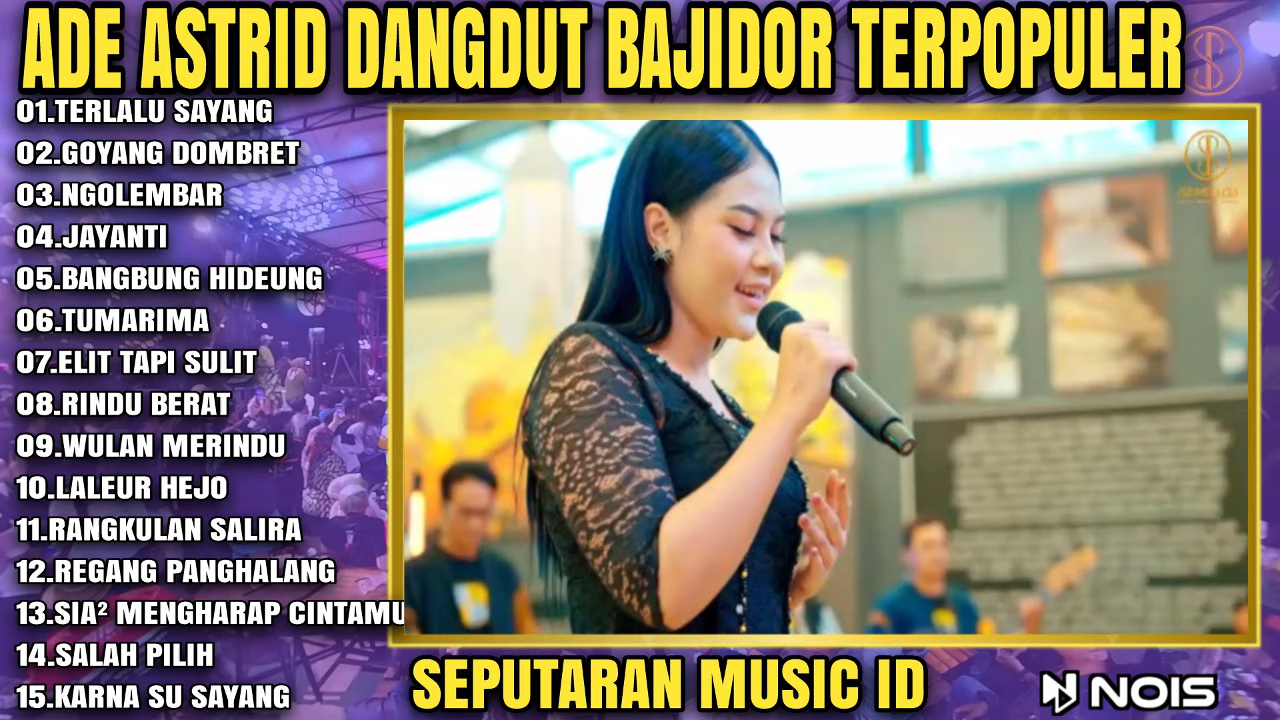 ADE ASTRID DANGDUT BAJIDOR TERPOPULER
01.TERLALU SAYANG
02.GOYANG DOMBRET
03.NGOLEMBAR
04.JAYANTI
05.BANGBUNG HIDEUNG
06.TUMARIMA
07.ELIT TAPI SULIT
08.RINDU BERAT
09.WULAN MERINDU
10.LALEUR HEJO
11.RANGKULAN SALIRA
12.REGANG PANGHALANG
13.SIA² MENGHARAP CINTAMU
14.SALAH PILIH
15.KARNA SU SAYANG
SEPUTARAN MUSIC ID
NOIS